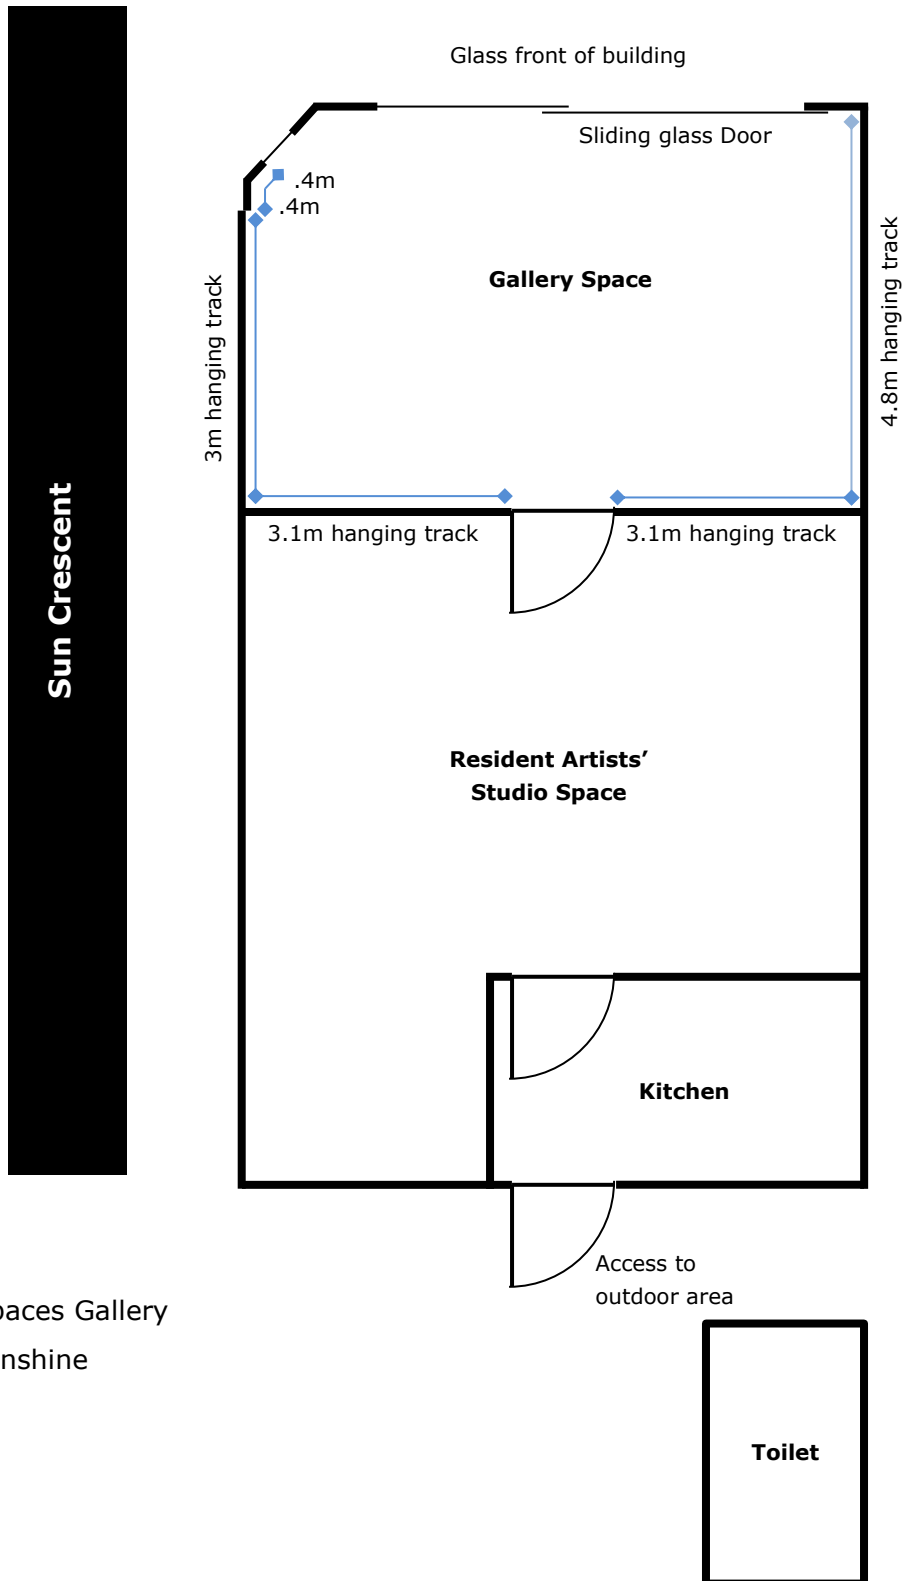 Glass front of building
Sliding glass Door
.4m
.4m
Gallery Space
3m hanging track
4.8m hanging track
3.1m hanging track
3.1m hanging track
Sun Crescent
Resident Artists’
Studio Space
Kitchen
Access to
outdoor area
Gallery
Toilet